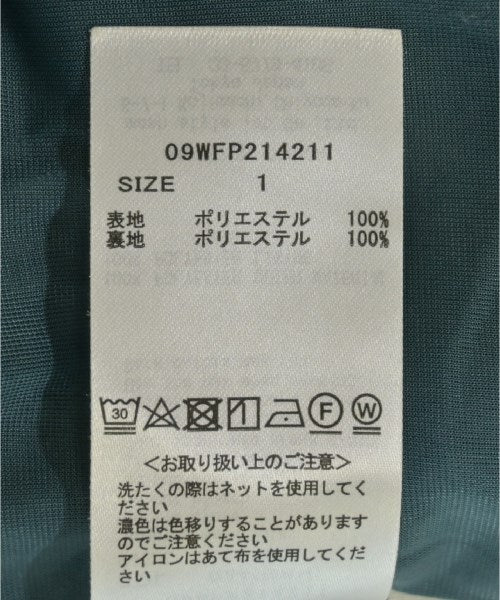 09WFP214211
SIZE 1
表地 ポリエステル 100%
裏地 ポリエステル 100%
30 F W
<お取り扱い上のご注意>
洗たくの際はネットを使用してく
ださい
濃色は色移りすることがあります
のでご注意ください
アイロンはあて布を使用してくだ
さい